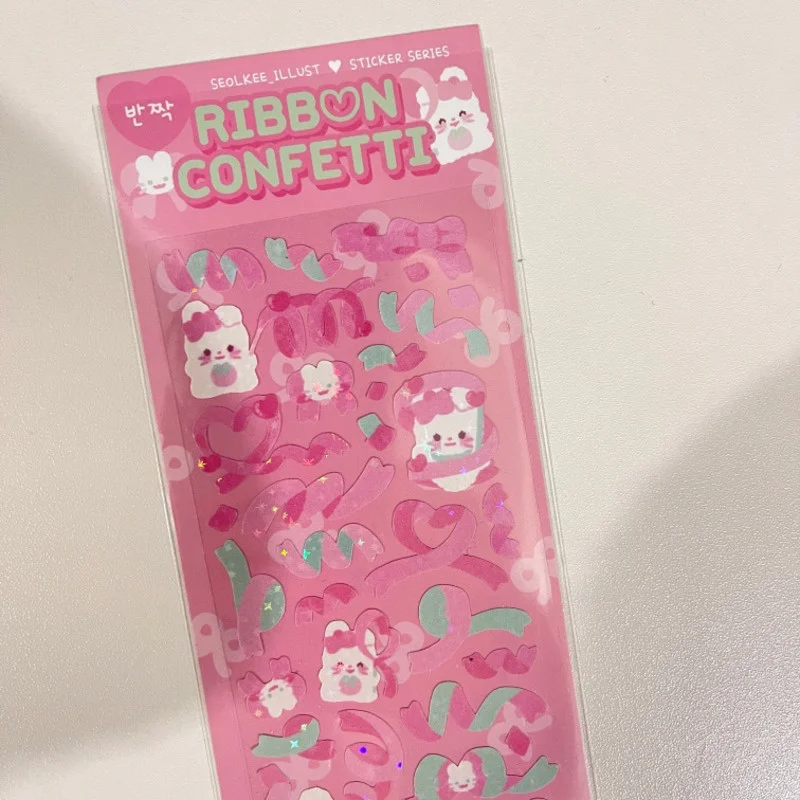 SEOLKEE_ILLUST ♥ STICKER SERIES
반짝
RIBBON
CONFETTI